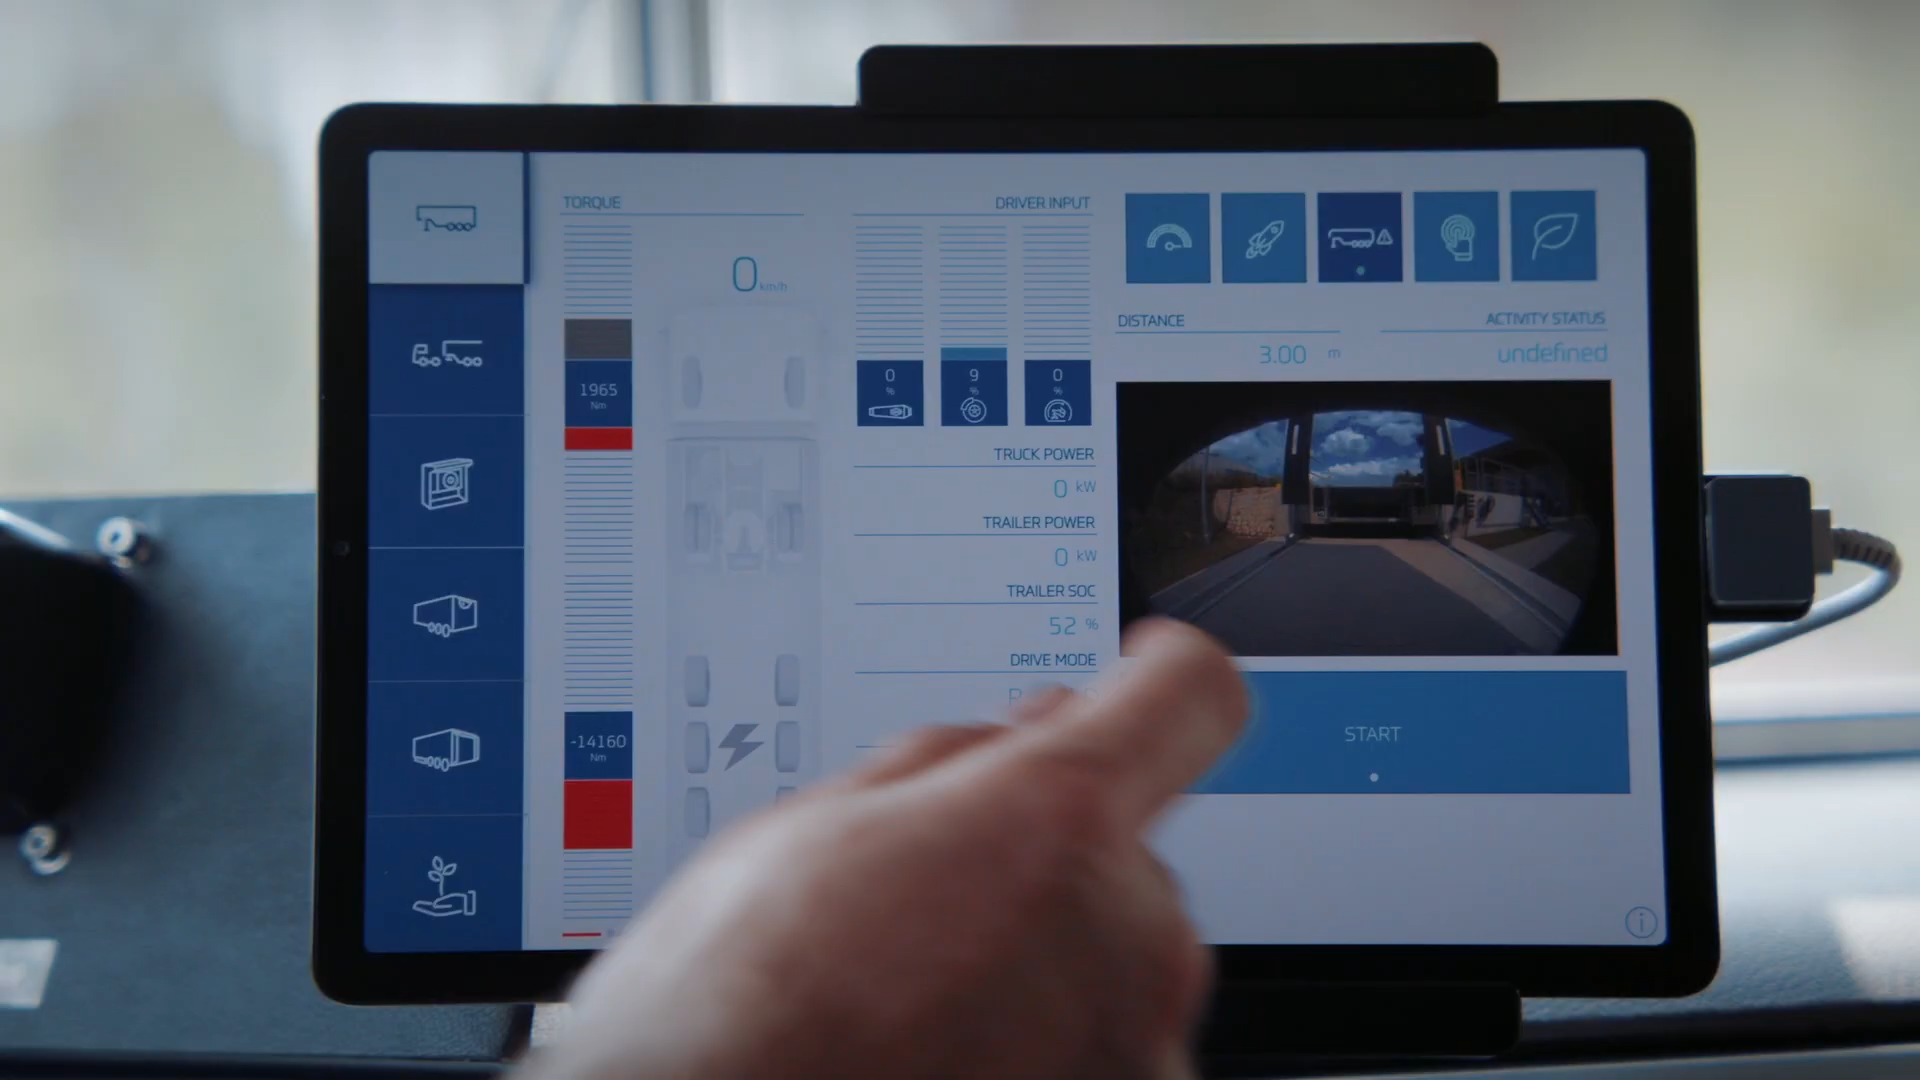 TORQUE
0 km/h
1965
Nm
-14160
Nm
DRIVER INPUT
0
%
9
%
0
%
TRUCK POWER
0 kW
TRAILER POWER
0 kW
TRAILER SOC
52 %
DRIVE MODE
DISTANCE
3.00 m
ACTIVITY STATUS
undefined
START
i